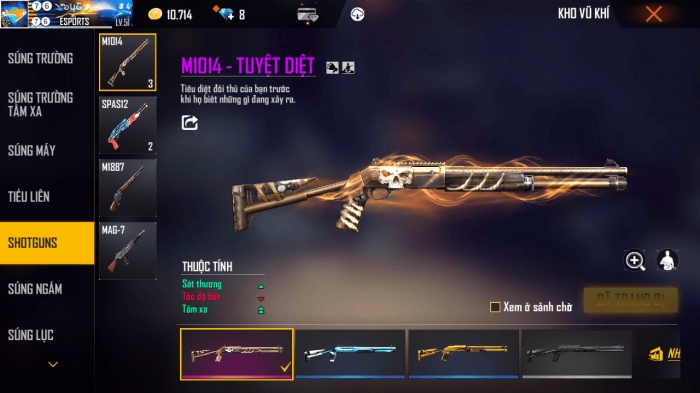 ESPORTS
LV.51
10.714
8
KHO VŨ KHÍ
SÚNG TRƯỜNG
SÚNG TRƯỜNG
TẦM XA
SÚNG MÁY
TIỂU LIÊN
SHOTGUNS
SÚNG NGẮM
SÚNG LỤC
M1014
3
SPAS12
2
M1887
MAG-7
M1014 - TUYỆT DIỆT
Tiêu diệt đối thủ của bạn trước
khi họ biết những gì đang xảy ra.
THUỘC TÍNH
Sát thương
Tốc độ bắn
Tầm xa
Xem ở sảnh chờ
ĐÃ TRANG BỊ
NH